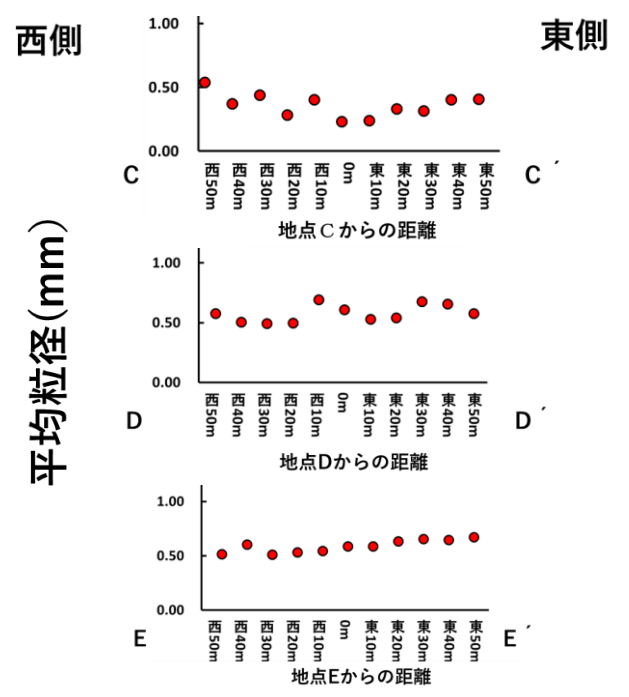 西側
東側
平均粒径(mm)
1.00
0.50
0.00
C
西50m
西40m
西30m
西20m
西10m
0m
東10m
東20m
東30m
東40m
東50m
C ´
地点Cからの距離
1.00
0.50
0.00
D
西50m
西40m
西30m
西20m
西10m
0m
東10m
東20m
東30m
東40m
東50m
D ´
地点Dからの距離
1.00
0.50
0.00
E
西50m
西40m
西30m
西20m
西10m
0m
東10m
東20m
東30m
東40m
東50m
E ´
地点Eからの距離